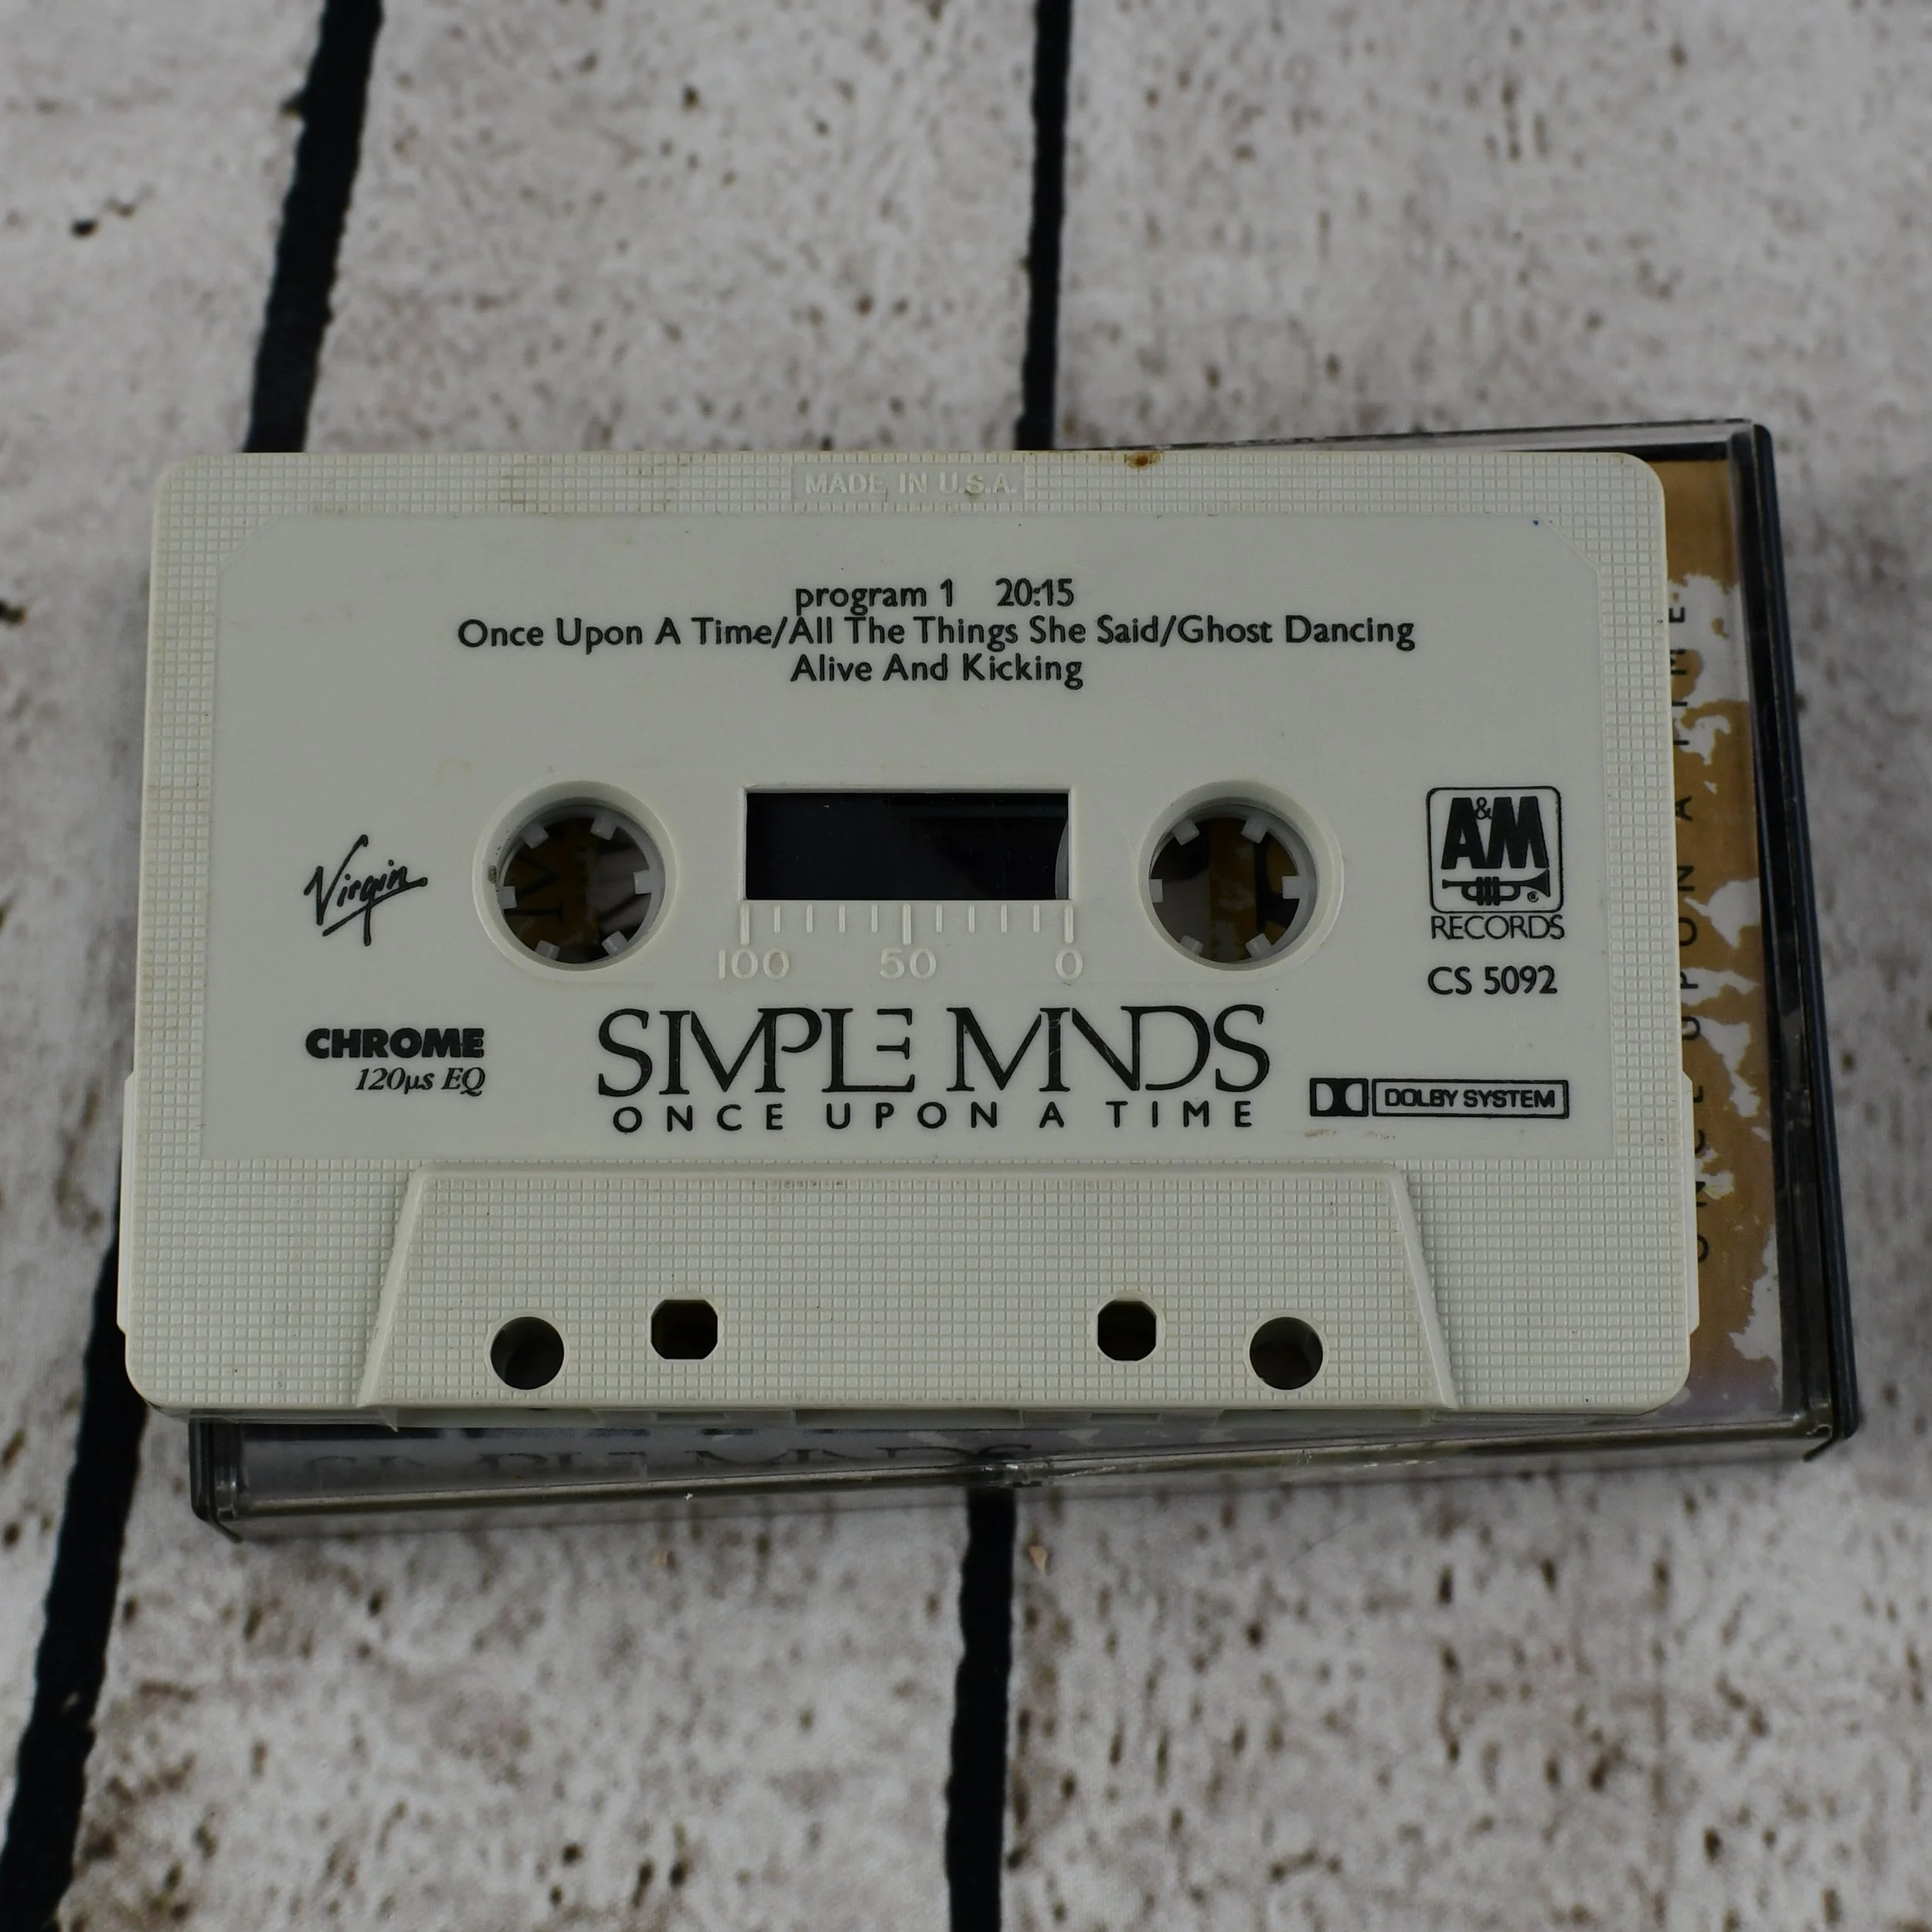 MADE IN U.S.A.
program 1 20:15
Once Upon A Time/All The Things She Said/Ghost Dancing
Alive And Kicking
Virgin
A&M
®
RECORDS
CS 5092
100 50 0
CHROME
120µs EQ
SIMPLE MINDS
ONCE UPON A TIME
DOLBY SYSTEM
ONCE UPON A TIME